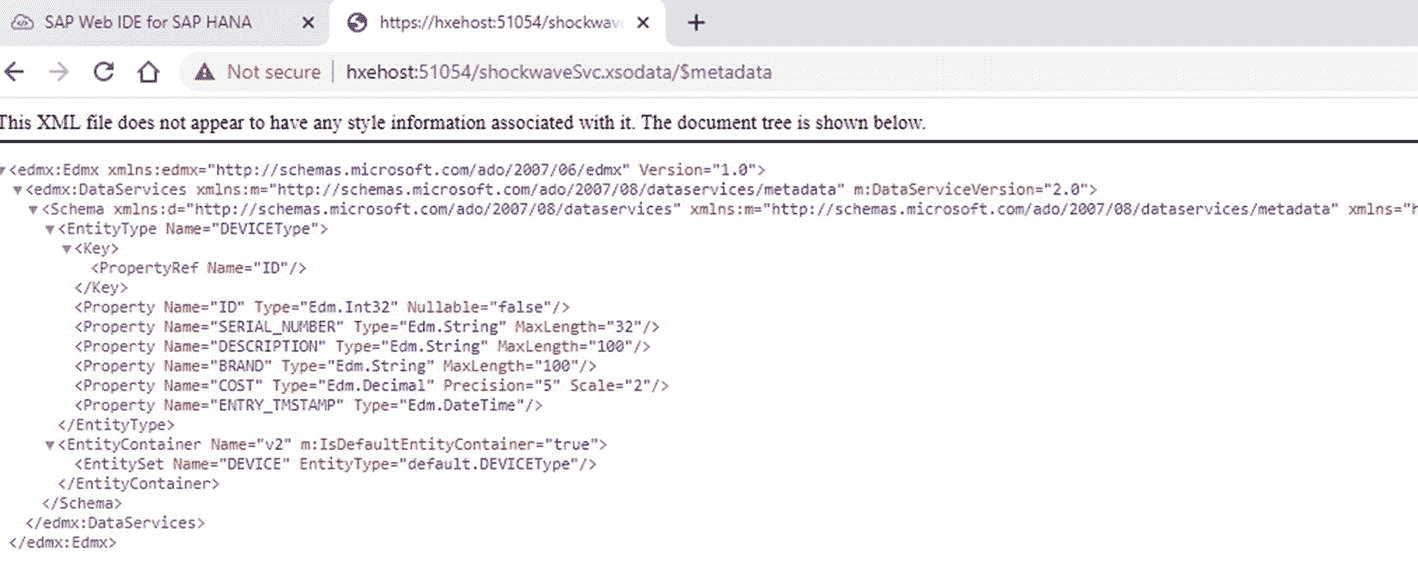 SAP Web IDE for SAP HANA
https://hxehost:51054/shockwave
Not secure hxehost:51054/shockwaveSvc.xsodata/$metadata
This XML file does not appear to have any style information associated with it. The document tree is shown below.
<edmx:Edmx xmlns:edmx="http://schemas.microsoft.com/ado/2007/06/edmx" Version="1.0">
<edmx:DataServices xmlns:m="http://schemas.microsoft.com/ado/2007/08/dataservices/metadata" m:DataServiceVersion="2.0">
<Schema xmlns:d="http://schemas.microsoft.com/ado/2007/08/dataservices" xmlns:m="http://schemas.microsoft.com/ado/2007/08/dataservices/metadata" xmlns="h
<EntityType Name="DEVICEType">
<Key>
<PropertyRef Name="ID"/>
</Key>
<Property Name="ID" Type="Edm.Int32" Nullable="false"/>
<Property Name="SERIAL_NUMBER" Type="Edm.String" MaxLength="32"/>
<Property Name="DESCRIPTION" Type="Edm.String" MaxLength="100"/>
<Property Name="BRAND" Type="Edm.String" MaxLength="100"/>
<Property Name="COST" Type="Edm.Decimal" Precision="5" Scale="2"/>
<Property Name="ENTRY_TMSTAMP" Type="Edm.DateTime"/>
</EntityType>
<EntityContainer Name="v2" m:IsDefaultEntityContainer="true">
<EntitySet Name="DEVICE" EntityType="default.DEVICEType"/>
</EntityContainer>
</Schema>
</edmx:DataServices>
</edmx:Edmx>